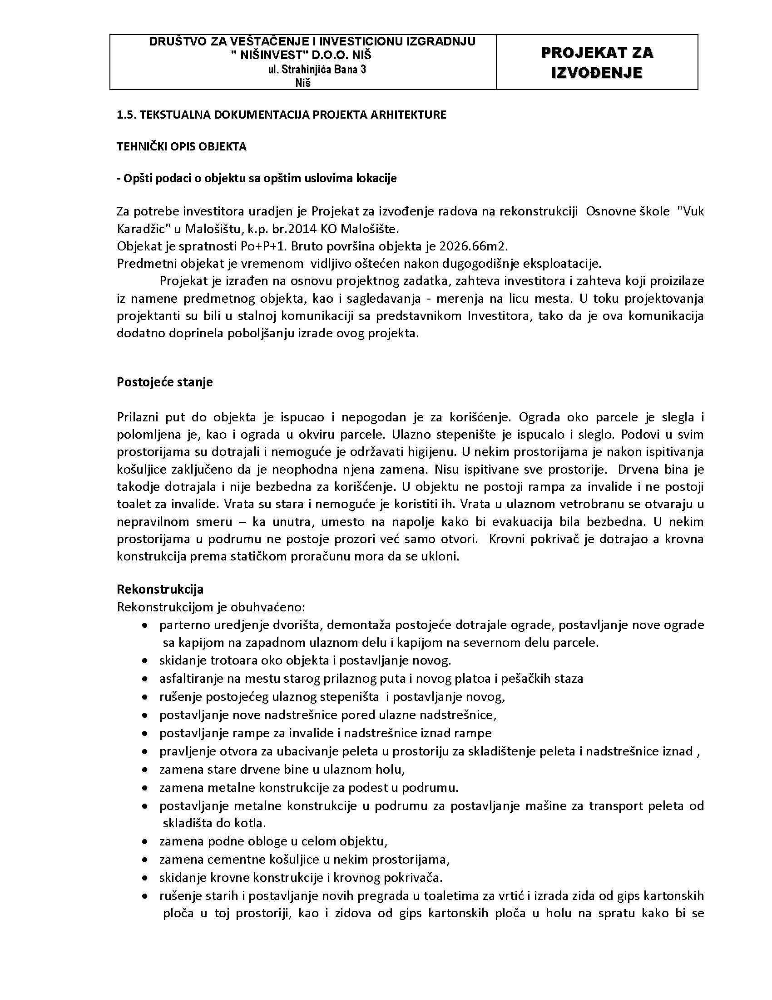 DRUŠTVO ZA VEŠTAČENJE I INVESTICIONU IZGRADNJU
" NIŠINVEST" D.O.O. NIŠ
ul. Strahinjića Bana 3
Niš
PROJEKAT ZA
IZVOĐENJE
1.5. TEKSTUALNA DOKUMENTACIJA PROJEKTA ARHITEKTURE
TEHNIČKI OPIS OBJEKTA
- Opšti podaci o objektu sa opštim uslovima lokacije
Za potrebe investitora uradjen je Projekat za izvođenje radova na rekonstrukciji Osnovne škole "Vuk
Karadžic" u Malošištu, k.p. br.2014 KO Malošište.
Objekat je spratnosti Po+P+1. Bruto površina objekta je 2026.66m2.
Predmetni objekat je vremenom vidljivo oštećen nakon dugogodišnje eksploatacije.
Projekat je izrađen na osnovu projektnog zadatka, zahteva investitora i zahteva koji proizilaze
iz namene predmetnog objekta, kao i sagledavanja - merenja na licu mesta. U toku projektovanja
projektanti su bili u stalnoj komunikaciji sa predstavnikom Investitora, tako da je ova komunikacija
dodatno doprinela poboljšanju izrade ovog projekta.
Postojeće stanje
Prilazni put do objekta je ispucao i nepogodan je za korišćenje. Ograda oko parcele je slegla i
polomljena je, kao i ograda u okviru parcele. Ulazno stepenište je ispucalo i sleglo. Podovi u svim
prostorijama su dotrajali i nemoguće je održavati higijenu. U nekim prostorijama je nakon ispitivanja
košuljice zaključeno da je neophodna njena zamena. Nisu ispitivane sve prostorije. Drvena bina je
takodje dotrajala i nije bezbedna za korišćenje. U objektu ne postoji rampa za invalide i ne postoji
toalet za invalide. Vrata su stara i nemoguće je koristiti ih. Vrata u ulaznom vetrobranu se otvaraju u
nepravilnom smeru – ka unutra, umesto na napolje kako bi evakuacija bila bezbedna. U nekim
prostorijama u podrumu ne postoje prozori već samo otvori. Krovni pokrivač je dotrajao a krovna
konstrukcija prema statičkom proračunu mora da se ukloni.
Rekonstrukcija
Rekonstrukcijom je obuhvaćeno:
• parterno uredjenje dvorišta, demontaža postojeće dotrajale ograde, postavljanje nove ograde
sa kapijom na zapadnom ulaznom delu i kapijom na severnom delu parcele.
• skidanje trotoara oko objekta i postavljanje novog.
• asfaltiranje na mestu starog prilaznog puta i novog platoa i pešačkih staza
• rušenje postojećeg ulaznog stepeništa i postavljanje novog,
• postavljanje nove nadstrešnice pored ulazne nadstrešnice,
• postavljanje rampe za invalide i nadstrešnice iznad rampe
• pravljenje otvora za ubacivanje peleta u prostoriju za skladištenje peleta i nadstrešnice iznad ,
• zamena stare drvene bine u ulaznom holu,
• zamena metalne konstrukcije za podest u podrumu.
• postavljanje metalne konstrukcije u podrumu za postavljanje mašine za transport peleta od
skladišta do kotla.
• zamena podne obloge u celom objektu,
• zamena cementne košuljice u nekim prostorijama,
• skidanje krovne konstrukcije i krovnog pokrivača.
• rušenje starih i postavljanje novih pregrada u toaletima za vrtić i izrada zida od gips kartonskih
ploča u toj prostoriji, kao i zidova od gips kartonskih ploča u holu na spratu kako bi se